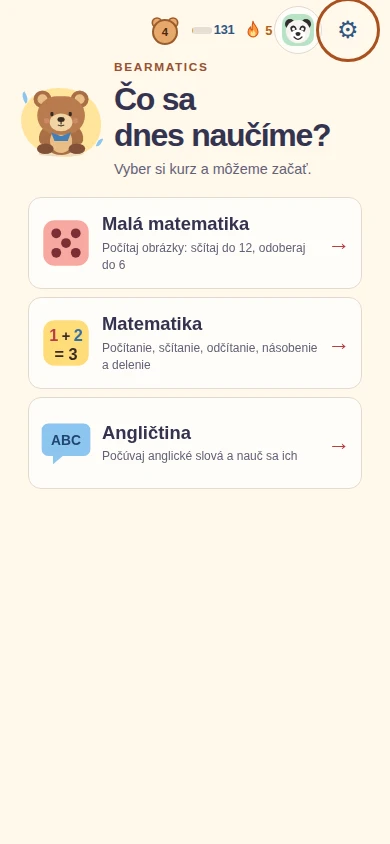 4 131 5
BEARMATICS
Čo sa
dnes naučíme?
Vyber si kurz a môžeme začať.
Malá matematika
Počítaj obrázky: sčítaj do 12, odoberaj
do 6
→
1 + 2
= 3
Matematika
Počítanie, sčítanie, odčítanie, násobenie
a delenie
→
ABC
Angličtina
Počúvaj anglické slová a nauč sa ich
→